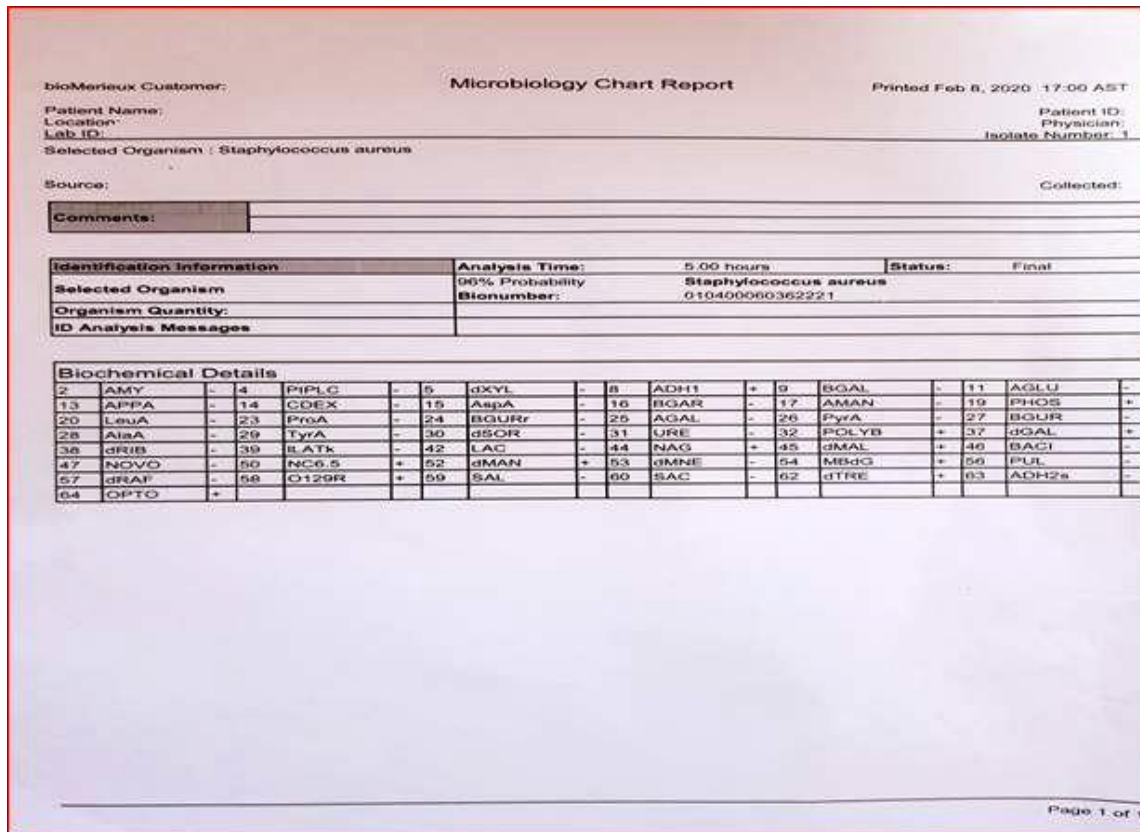 bioMerieux Customer: Microbiology Chart Report Printed Feb 8, 2020 17:00 AST
Patient Name: Patient ID:
Location: Physician:
Lab ID: Isolate Number: 1
Selected Organism : Staphylococcus aureus
Source: Collected:
Comments:
Identification Information Analysis Time: 5.00 hours Status: Final
Selected Organism 96% Probability Staphylococcus aureus
Bionumber: 010400060362221
Organism Quantity:
ID Analysis Messages
Biochemical Details
2 AMY - 4 PIPLC - 5 dXYL - 8 ADH1 + 9 BGAL - 11 AGLU -
13 APPA - 14 CDEX - 15 AspA - 16 BGAR - 17 AMAN - 19 PHOS +
20 LeuA - 23 ProA - 24 BGURr - 25 AGAL - 26 PyrA - 27 BGUR -
28 AlaA - 29 TyrA - 30 dSOR - 31 URE - 32 POLYB + 37 dGAL +
38 dRIB - 39 ILATk - 42 LAC - 44 NAG + 45 dMAL + 46 BACI -
47 NOVO - 50 NC6.5 + 52 dMAN + 53 dMNE - 54 MBdG + 56 PUL -
57 dRAF - 58 O129R + 59 SAL - 60 SAC - 62 dTRE + 63 ADH2s -
64 OPTO +
Page 1 of